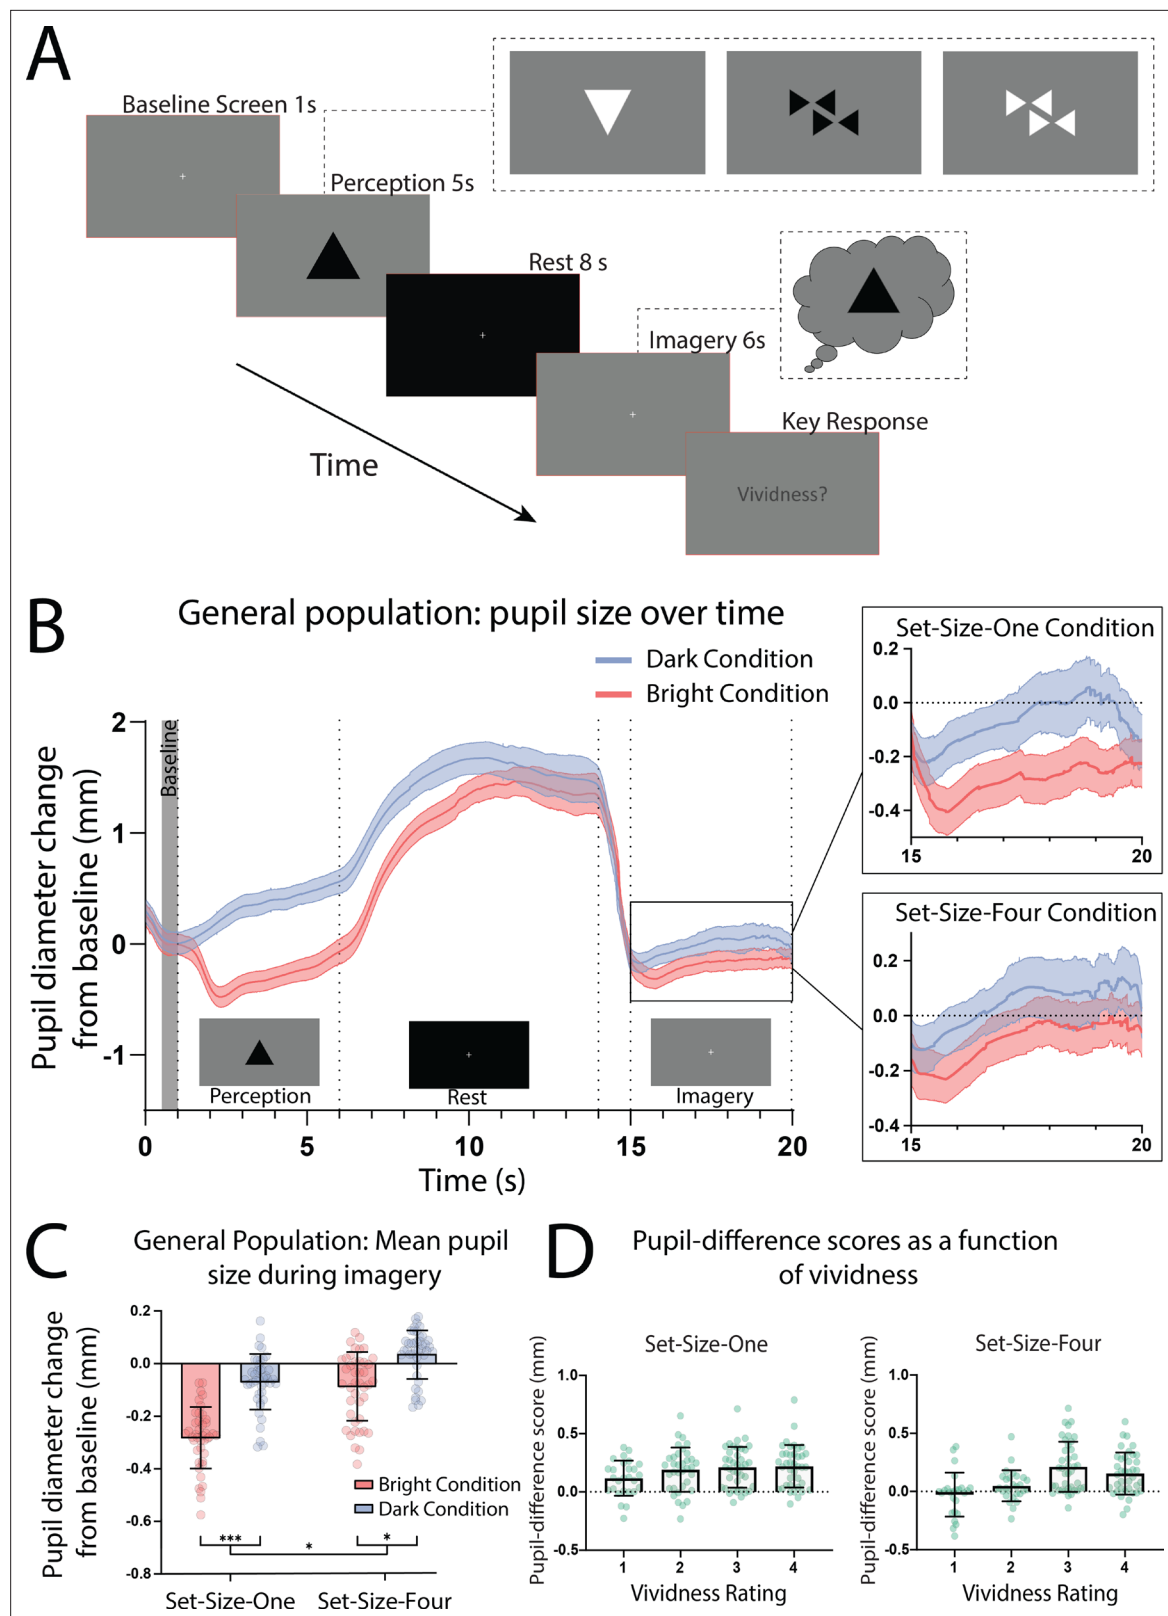 A
Baseline Screen 1s
Perception 5s
Rest 8 s
Imagery 6s
Key Response
Vividness?
Time
B
General population: pupil size over time
Dark Condition
Bright Condition
Pupil diameter change
from baseline (mm)
2
1
0
-1
Baseline
Perception
Rest
Imagery
0
5
10
15
20
Time (s)
Set-Size-One Condition
0.2
0.0
-0.2
-0.4
15
20
Set-Size-Four Condition
0.2
0.0
-0.2
-0.4
15
20
C
General Population: Mean pupil
size during imagery
Pupil diameter change
from baseline (mm)
0.2
0.0
-0.2
-0.4
-0.6
-0.8
Bright Condition
Dark Condition
***
*
*
Set-Size-One
Set-Size-Four
D
Pupil-difference scores as a function
of vividness
Set-Size-One
Pupil-difference score (mm)
1.0
0.5
0.0
-0.5
1
2
3
4
Vividness Rating
Set-Size-Four
Pupil-difference score (mm)
1.0
0.5
0.0
-0.5
1
2
3
4
Vividness Rating